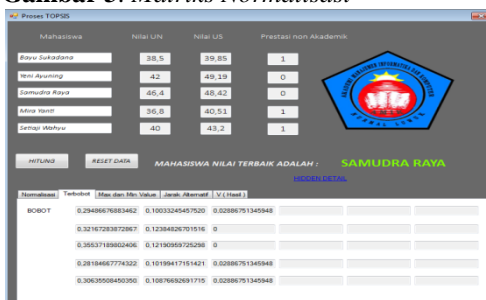 Gambar 3. Matriks Normalisasi
Proses TOPSIS
Mahasiswa Nilai UN Nilai US Prestasi non Akademik
Bayu Sukadana 38,5 39,85 1
Yeni Ayuning 42 49,19 0
Samudra Raya 46,4 48,42 0
Mira Yanti 36,8 40,51 1
Setiaji Wahyu 40 43,2 1
HITUNG RESET DATA MAHASISWA NILAI TERBAIK ADALAH : SAMUDRA RAYA
HIDDEN DETAIL
Normalisasi Terbobot Max dan Min Value Jarak Alternatif V ( Hasil )
BOBOT 0,29486676883462 0,10033245457520 0,02886751345948
0,32167283872867 0,12384826701516 0
0,35537189802406 0,12190959725298 0
0,28184667774322 0,10199417151421 0,02886751345948
0,30635508450350 0,10876692691715 0,02886751345948